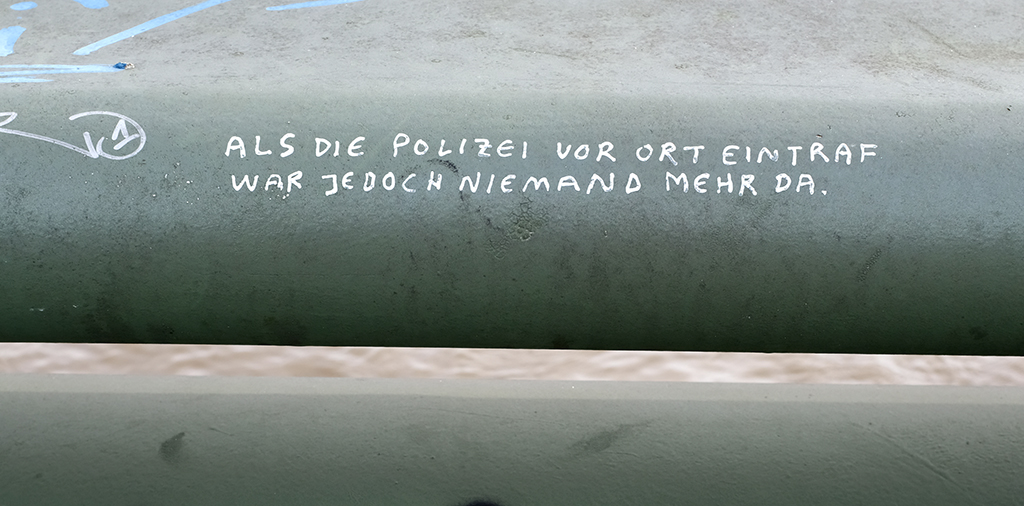 ALS DIE POLIZEI VOR ORT EINTRAF
WAR JEDOCH NIEMAND MEHR DA.